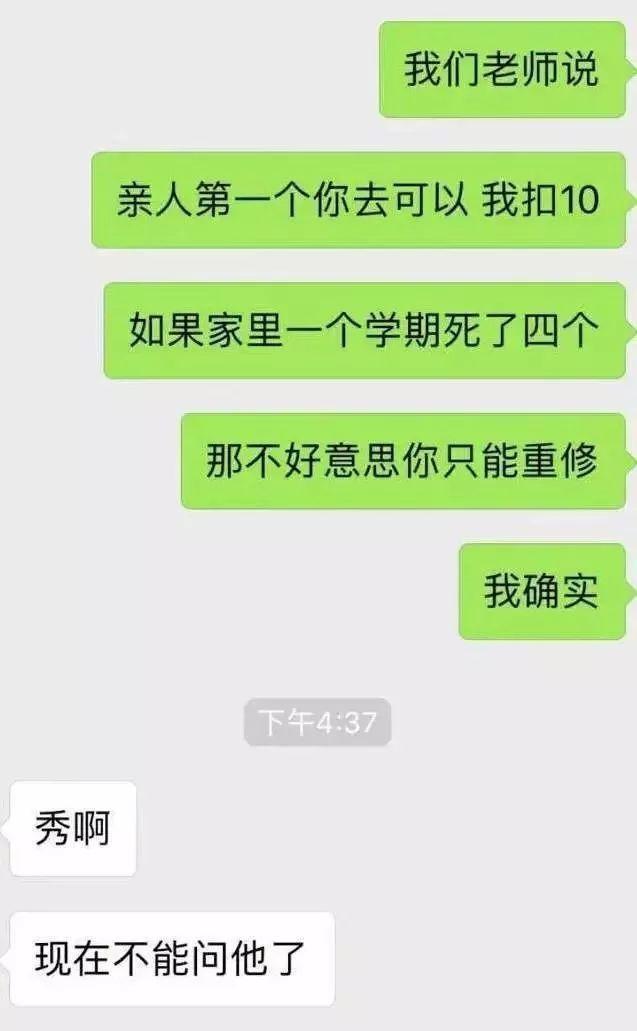 我们老师说
亲人第一个你去可以 我扣10
如果家里一个学期死了四个
那不好意思你只能重修
我确实
下午4:37
秀啊
现在不能问他了